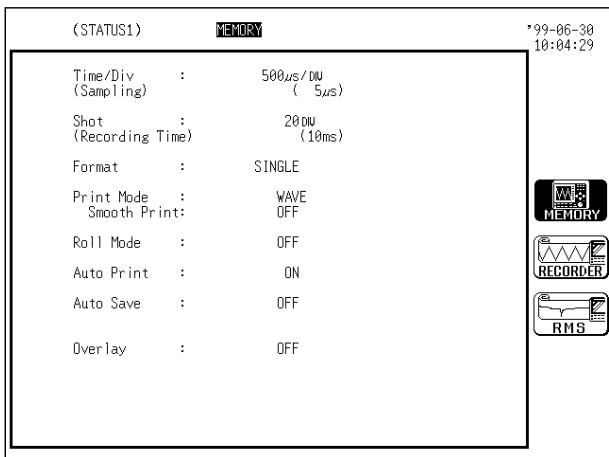 (STATUS1) MEMORY '99-06-30
10:04:29
Time/Div : 500µs/DIV
(Sampling) ( 5µs)
Shot : 20DIV
(Recording Time) (10ms)
Format : SINGLE
Print Mode : WAVE
Smooth Print: OFF
Roll Mode : OFF
Auto Print : ON
Auto Save : OFF
Overlay : OFF
MEMORY
RECORDER
RMS